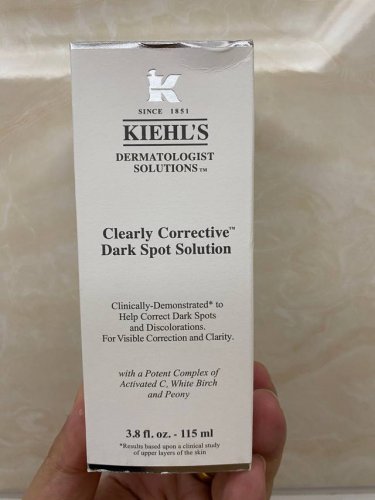 K
SINCE 1851
KIEHL'S
DERMATOLOGIST
SOLUTIONS™
Clearly Corrective™
Dark Spot Solution
Clinically-Demonstrated* to
Help Correct Dark Spots
and Discolorations.
For Visible Correction and Clarity.
with a Potent Complex of
Activated C, White Birch
and Peony
3.8 fl. oz. - 115 ml
*Results based upon a clinical study
of upper layers of the skin